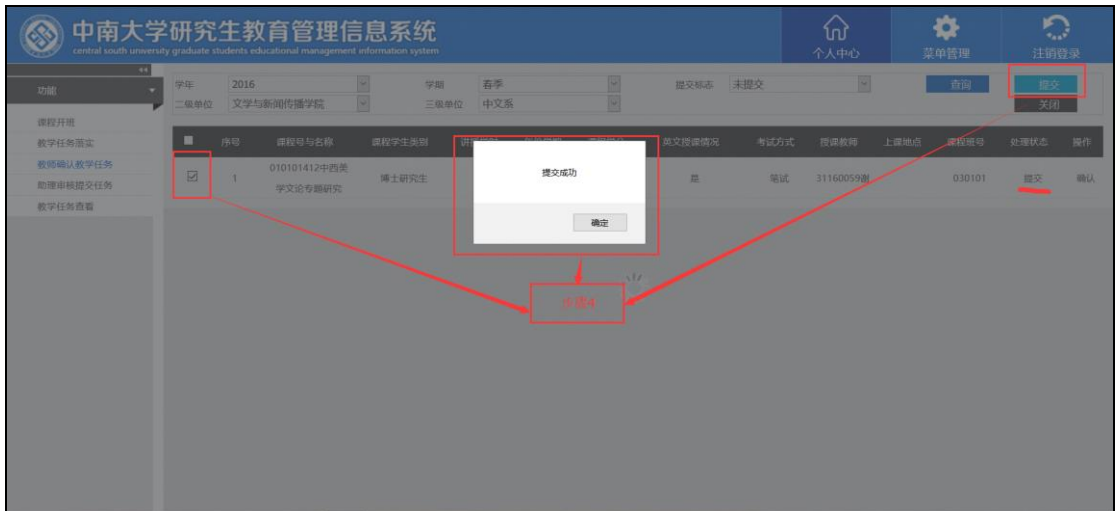 中南大学研究生教育管理信息系统
central south university graduate students educational management information system
个人中心
菜单管理
注销登录
功能
课程开班
教学任务落实
教师确认教学任务
助理审核提交任务
教学任务查看
学年 2016 学期 春季 提交标志 未提交 查询 提交
二级单位 文学与新闻传播学院 三级单位 中文系 关闭
序号 课程号与名称 课程学生类别 英文授课情况 考试方式 授课教师 上课地点 课程班号 处理状态 操作
1 010101412中西美学文论专题研究 博士研究生 是 笔试 31160059谢 030101 提交 确认
提交成功
确定
步骤4